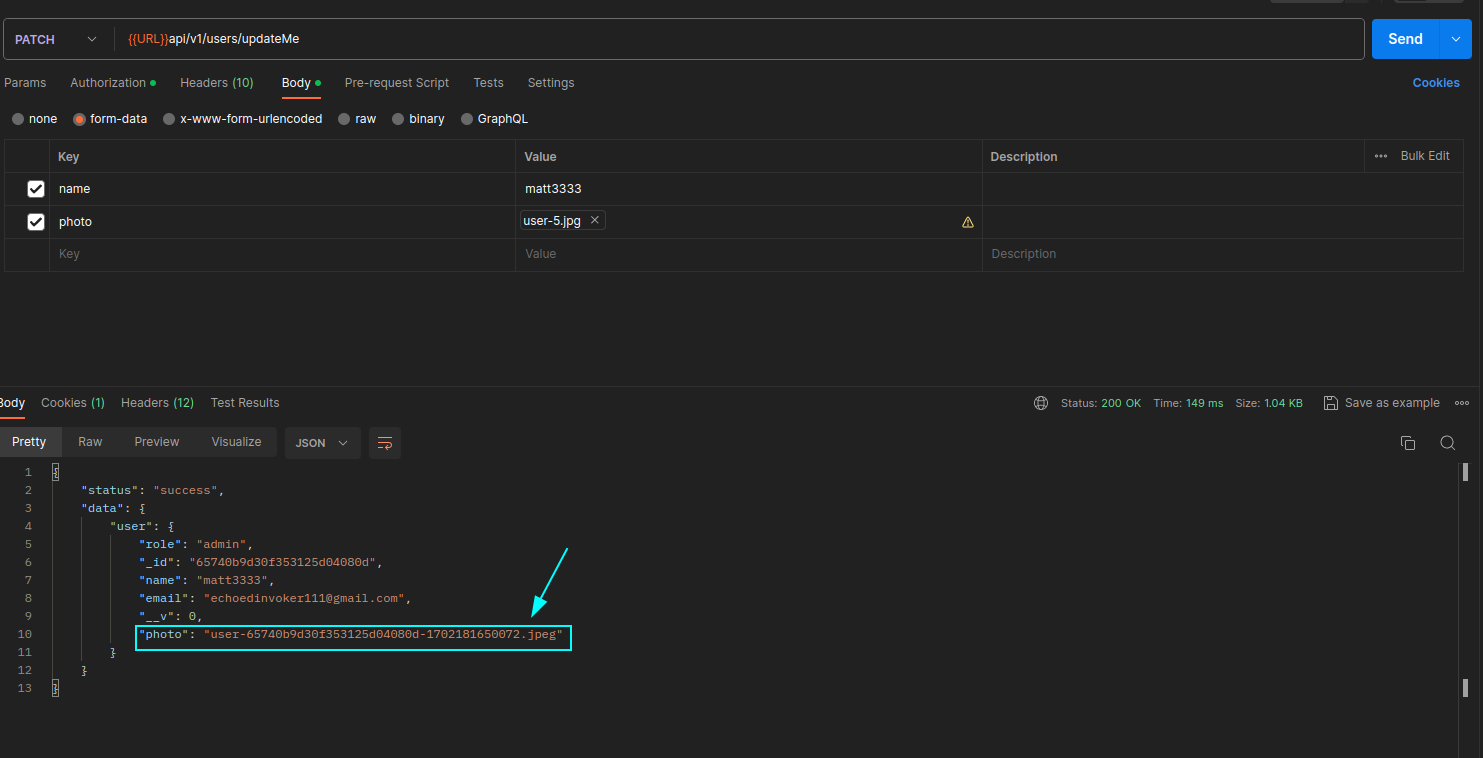 PATCH {{URL}}api/v1/users/updateMe Send
Params Authorization Headers (10) Body Pre-request Script Tests Settings Cookies
none form-data x-www-form-urlencoded raw binary GraphQL
Key Value Description Bulk Edit
name matt3333
photo user-5.jpg
Key Value Description
Body Cookies (1) Headers (12) Test Results Status: 200 OK Time: 149 ms Size: 1.04 KB Save as example
Pretty Raw Preview Visualize JSON
1 {
2 "status": "success",
3 "data": {
4 "user": {
5 "role": "admin",
6 "_id": "65740b9d30f353125d04080d",
7 "name": "matt3333",
8 "email": "echoedinvoker111@gmail.com",
9 "__v": 0,
10 "photo": "user-65740b9d30f353125d04080d-1702181650072.jpeg"
11 }
12 }
13 }